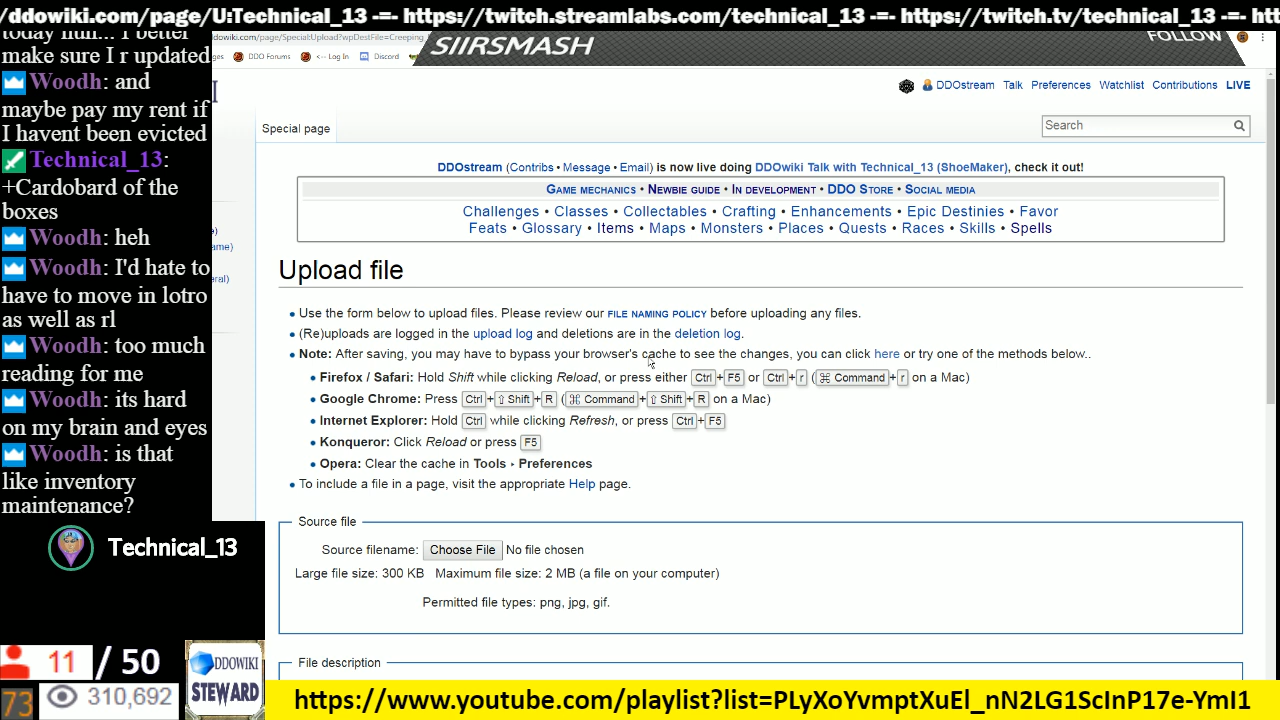 /ddowiki.com/page/U:Technical_13 -=- https://twitch.streamlabs.com/technical_13 -=- https://twitch.tv/technical_13 -=- htt
today huh... I better
make sure I r updated
Woodh: and
maybe pay my rent if
I havent been evicted
Technical_13:
+Cardobard of the
boxes
Woodh: heh
Woodh: I'd hate to
have to move in lotro
as well as rl
Woodh: too much
reading for me
Woodh: its hard
on my brain and eyes
Woodh: is that
like inventory
maintenance?
Technical_13
11 / 50
73 310,692
DDOWIKI
STEWARD
dowiki.com/page/Special:Upload?wpDestFile=Creeping
SIIRSMASH
FOLLOW
ges DDO Forums <-- Log In Discord
DDOstream Talk Preferences Watchlist Contributions LIVE
Special page
Search
DDOstream (Contribs • Message • Email) is now live doing DDOwiki Talk with Technical_13 (ShoeMaker), check it out!
Game mechanics • Newbie guide • In development • DDO Store • Social media
Challenges • Classes • Collectables • Crafting • Enhancements • Epic Destinies • Favor
Feats • Glossary • Items • Maps • Monsters • Places • Quests • Races • Skills • Spells
Upload file
Use the form below to upload files. Please review our file naming policy before uploading any files.
(Re)uploads are logged in the upload log and deletions are in the deletion log.
Note: After saving, you may have to bypass your browser's cache to see the changes, you can click here or try one of the methods below..
Firefox / Safari: Hold Shift while clicking Reload, or press either Ctrl+F5 or Ctrl+r (⌘ Command+r on a Mac)
Google Chrome: Press Ctrl+⇧Shift+R (⌘ Command+⇧Shift+R on a Mac)
Internet Explorer: Hold Ctrl while clicking Refresh, or press Ctrl+F5
Konqueror: Click Reload or press F5
Opera: Clear the cache in Tools ‣ Preferences
To include a file in a page, visit the appropriate Help page.
Source file
Source filename: Choose File No file chosen
Large file size: 300 KB Maximum file size: 2 MB (a file on your computer)
Permitted file types: png, jpg, gif.
File description
https://www.youtube.com/playlist?list=PLyXoYvmptXuEl_nN2LG1ScInP17e-YmI1